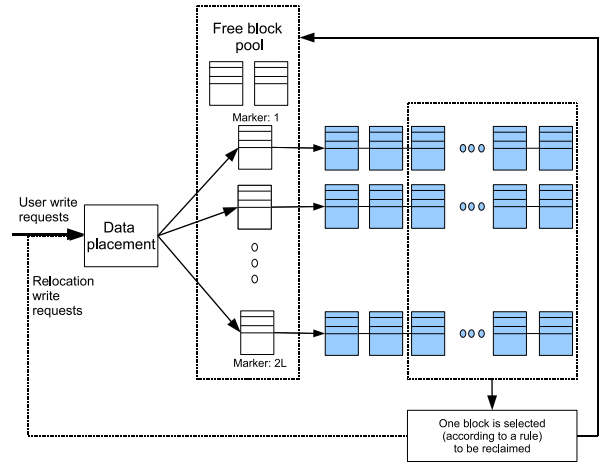 Free block
pool
Marker: 1
User write
requests
Data
placement
Relocation
write
requests
Marker: 2L
One block is selected
(according to a rule)
to be reclaimed